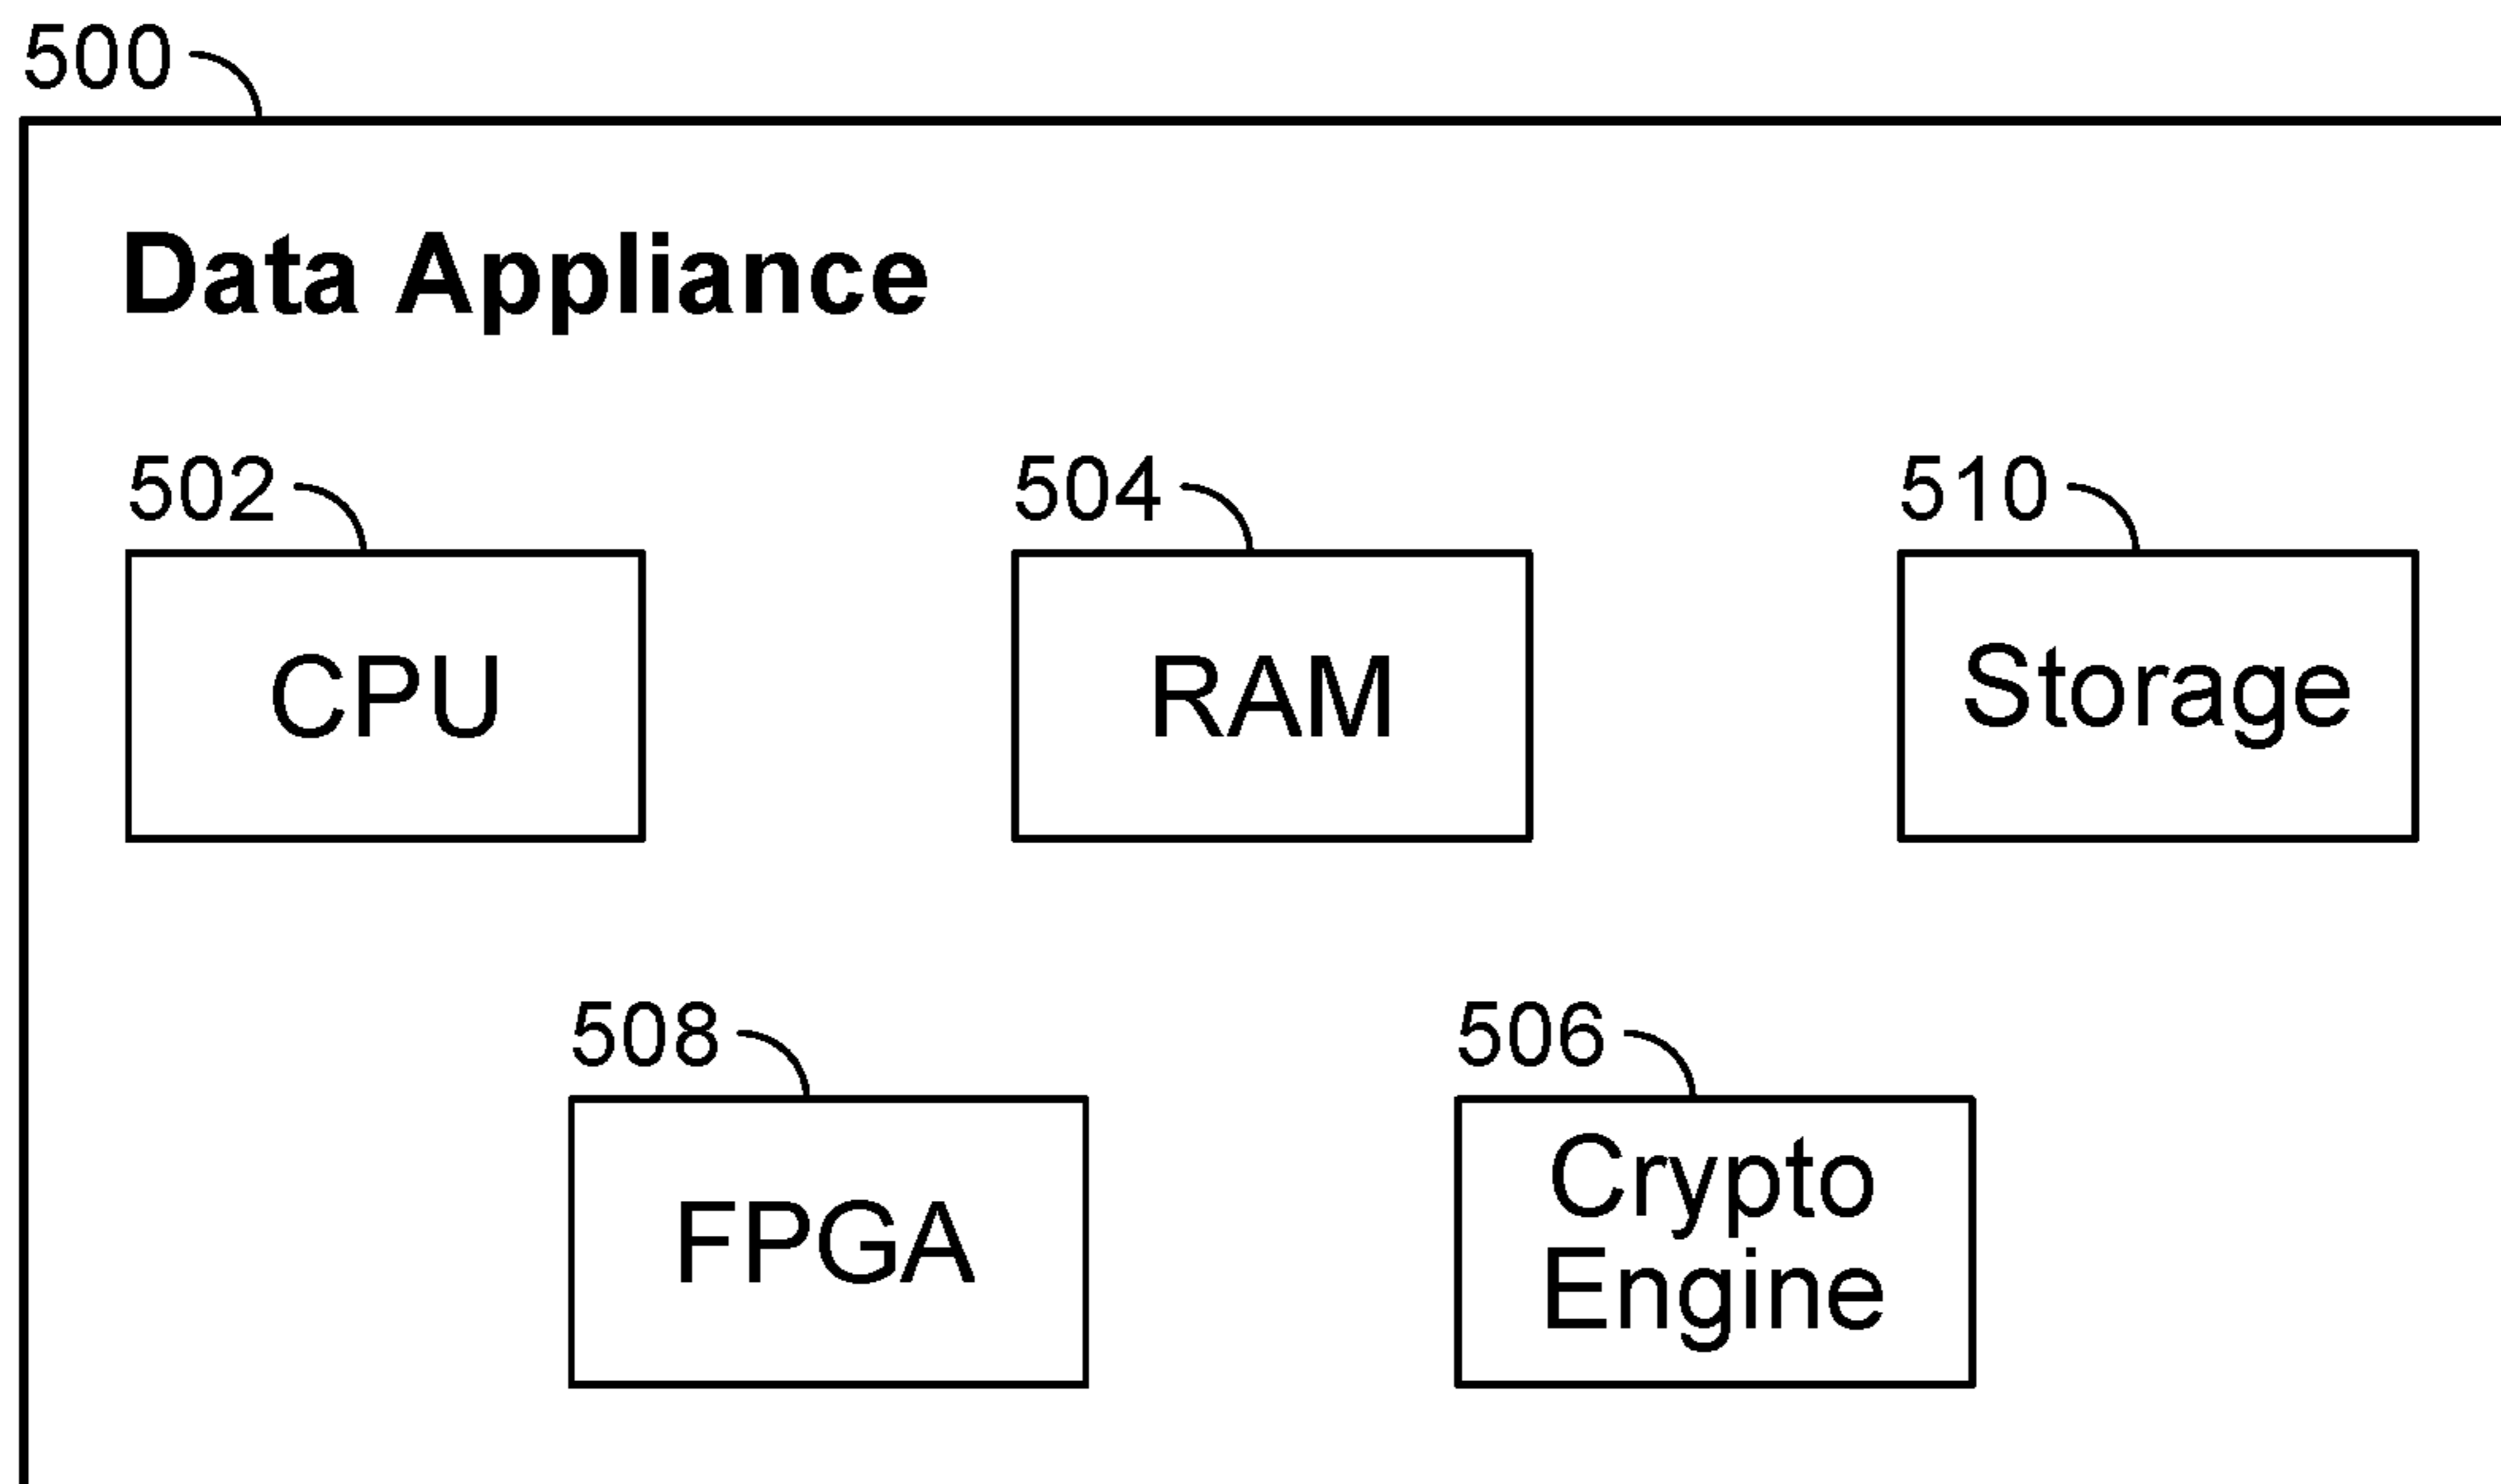 500
Data Appliance
502
504
510
CPU
RAM
Storage
508
506
FPGA
Crypto
Engine